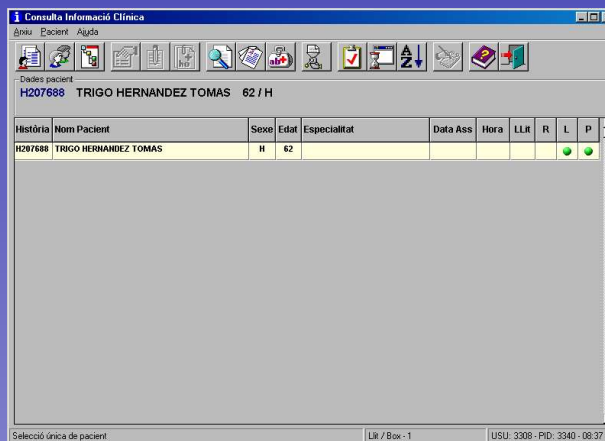 Consulta Informació Clínica
Arxiu Pacient Ajuda
Dades pacient
H207688 TRIGO HERNANDEZ TOMAS 62 / H
Història Nom Pacient Sexe Edat Especialitat Data Ass Hora LLit R L P
H207688 TRIGO HERNANDEZ TOMAS H 62
Selecció única de pacient Llit / Box - 1 USU: 3308 - PID: 3340 - 08:37